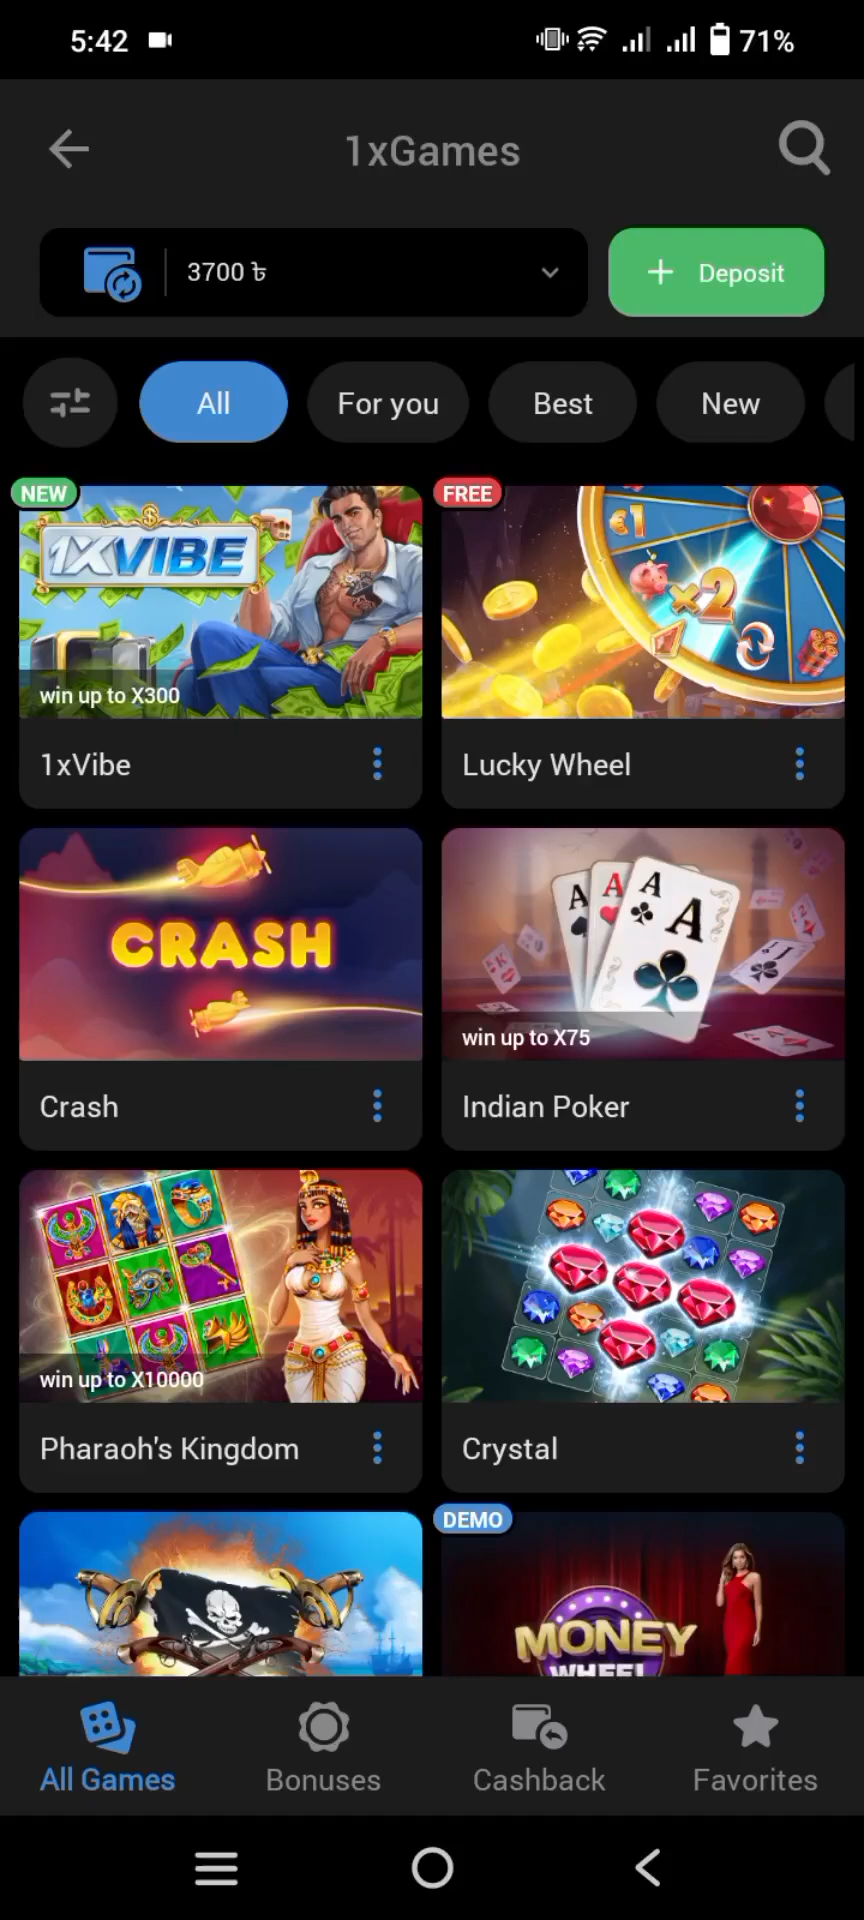 5:42 71%
1xGames
3700 ৳ + Deposit
All For you Best New
NEW
1XVIBE
win up to X300
1xVibe
FREE
€1
x2
Lucky Wheel
CRASH
Crash
A A A A
K J
win up to X75
Indian Poker
win up to X10000
Pharaoh's Kingdom
Crystal
DEMO
MONEY
WHEEL
All Games Bonuses Cashback Favorites